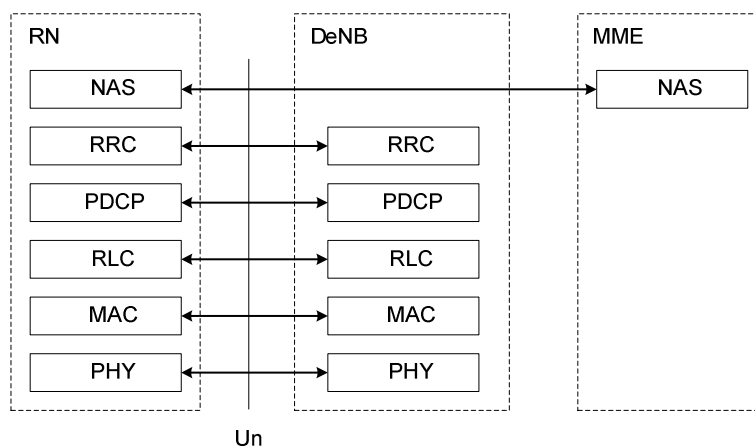 RN DeNB MME
NAS NAS
RRC RRC
PDCP PDCP
RLC RLC
MAC MAC
PHY PHY
Un